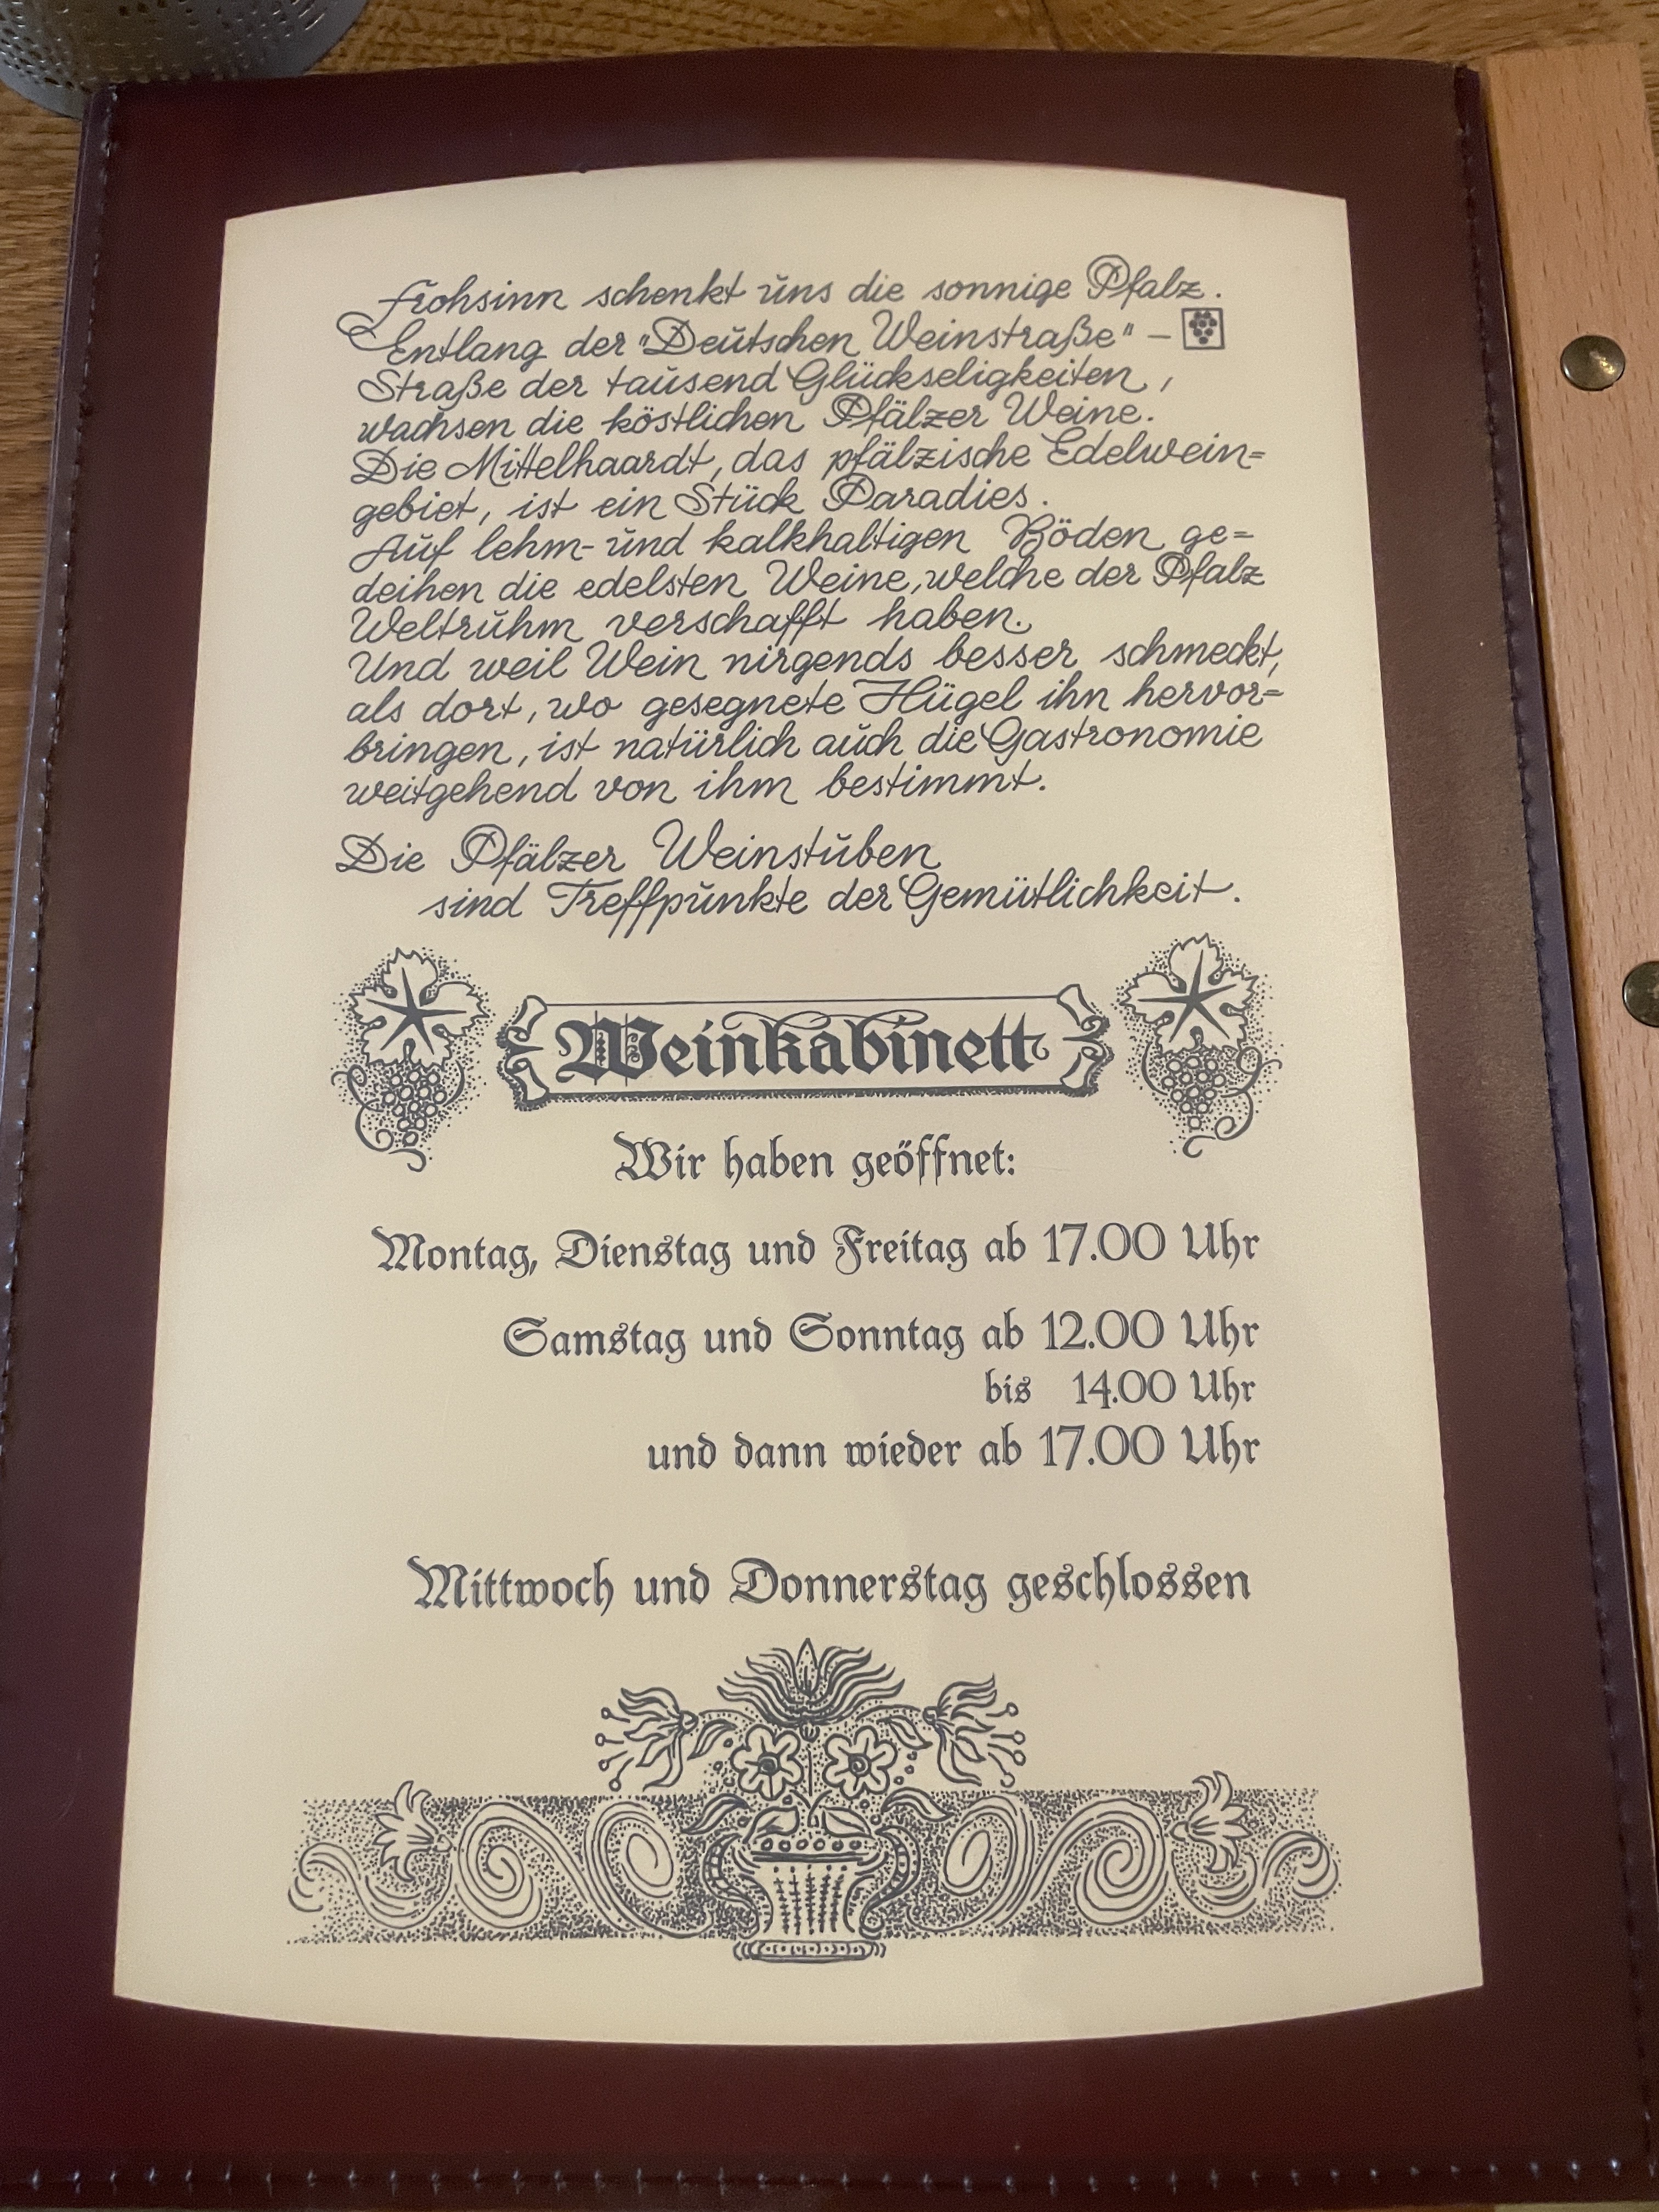 Frohsinn schenkt uns die sonnige Pfalz.
Entlang der "Deutschen Weinstraße" –
Straße der tausend Glückseligkeiten,
wachsen die köstlichen Pfälzer Weine.
Die Mittelhaardt, das pfälzische Edelwein=
gebiet, ist ein Stück Paradies.
Auf lehm- und kalkhaltigen Böden ge=
deihen die edelsten Weine, welche der Pfalz
Weltruhm verschafft haben.
Und weil Wein nirgends besser schmeckt,
als dort, wo gesegnete Hügel ihn hervor=
bringen, ist natürlich auch die Gastronomie
weitgehend von ihm bestimmt.
Die Pfälzer Weinstuben
sind Treffpunkte der Gemütlichkeit.
Weinkabinett
Wir haben geöffnet:
Montag, Dienstag und Freitag ab 17.00 Uhr
Samstag und Sonntag ab 12.00 Uhr
bis 14.00 Uhr
und dann wieder ab 17.00 Uhr
Mittwoch und Donnerstag geschlossen